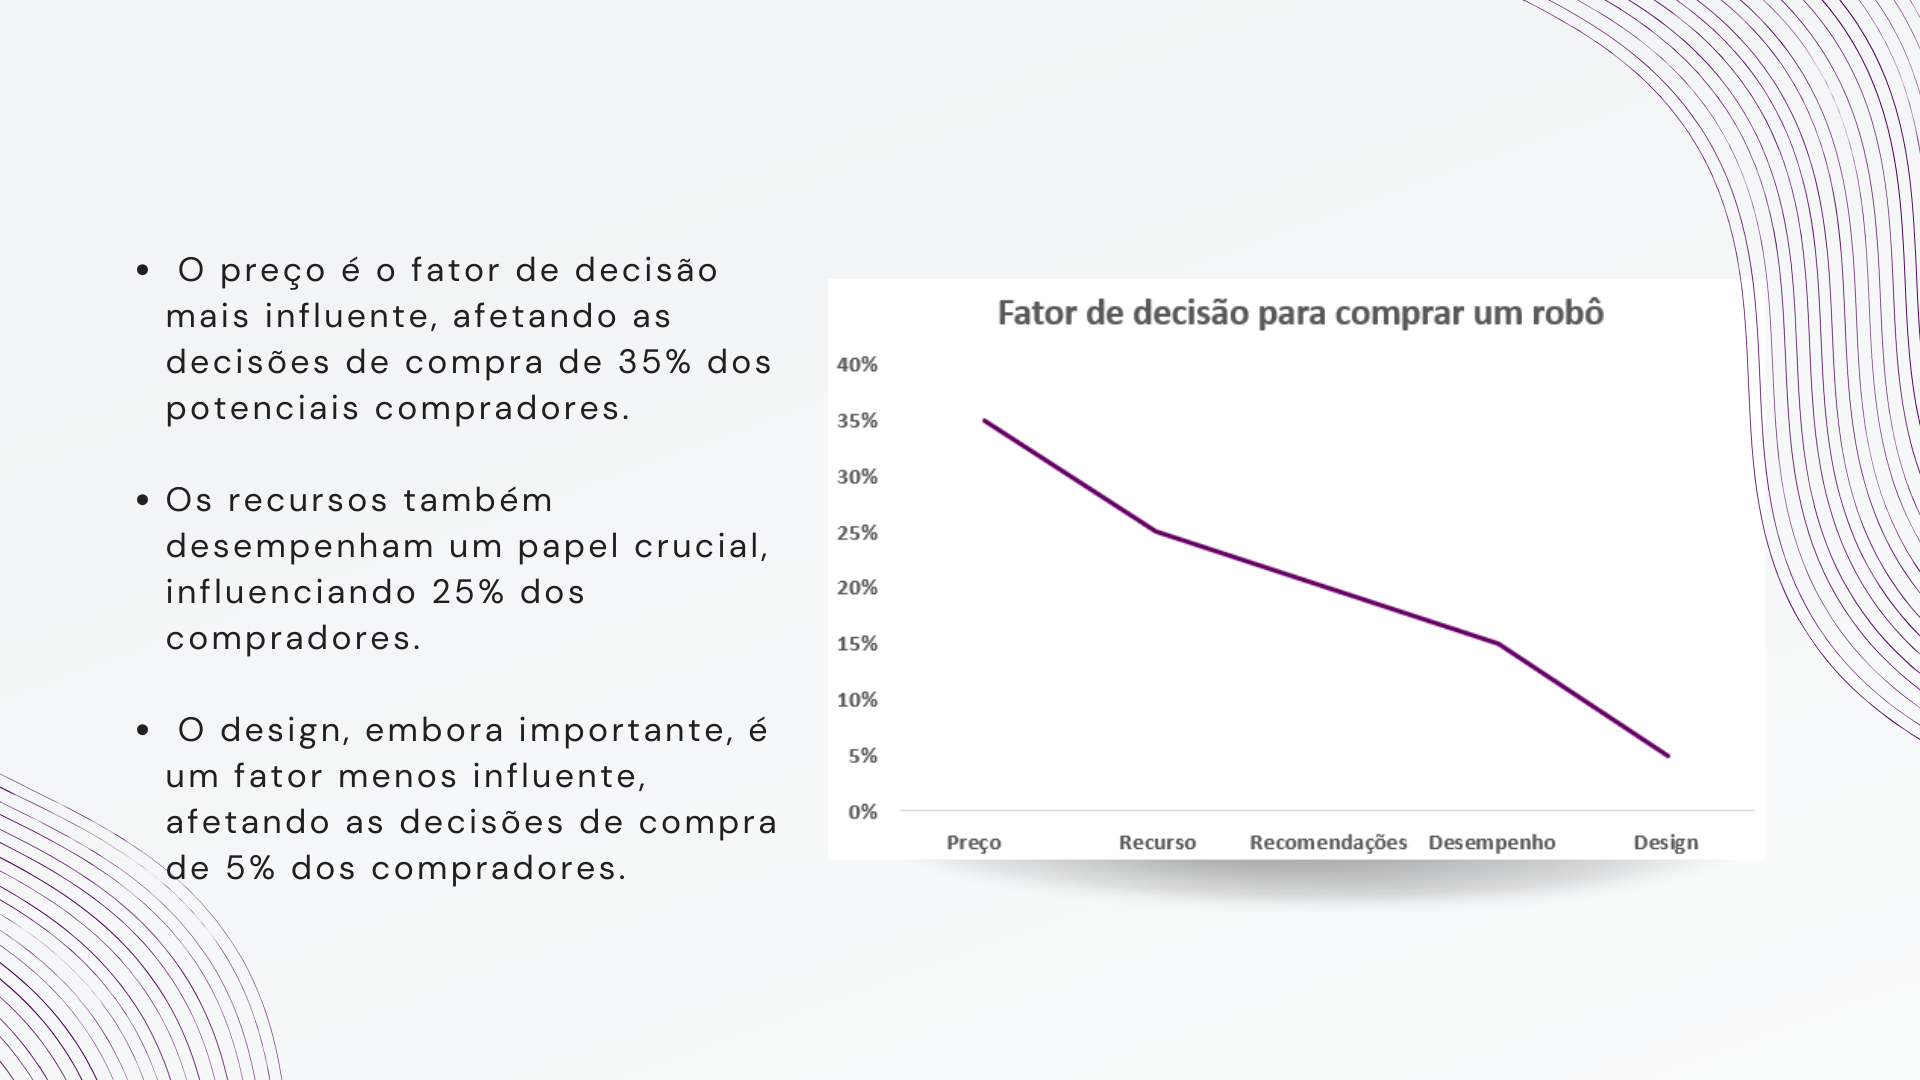 • O preço é o fator de decisão
mais influente, afetando as
decisões de compra de 35% dos
potenciais compradores.
• Os recursos também
desempenham um papel crucial,
influenciando 25% dos
compradores.
• O design, embora importante, é
um fator menos influente,
afetando as decisões de compra
de 5% dos compradores.
Fator de decisão para comprar um robô
40%
35%
30%
25%
20%
15%
10%
5%
0%
Preço Recurso Recomendações Desempenho Design